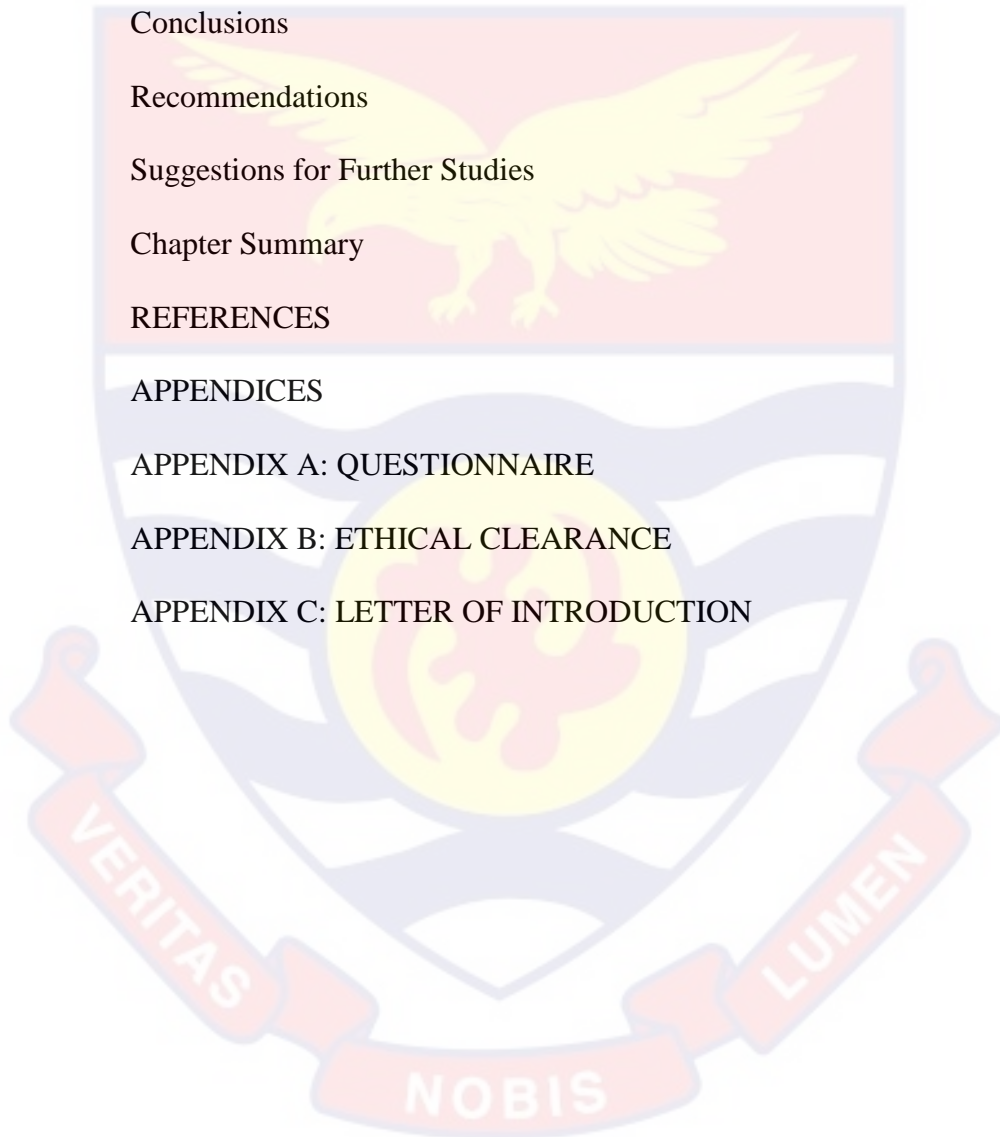 Conclusions
Recommendations
Suggestions for Further Studies
Chapter Summary
REFERENCES
APPENDICES
APPENDIX A: QUESTIONNAIRE
APPENDIX B: ETHICAL CLEARANCE
APPENDIX C: LETTER OF INTRODUCTION
VERITAS
NOBIS
LUMEN